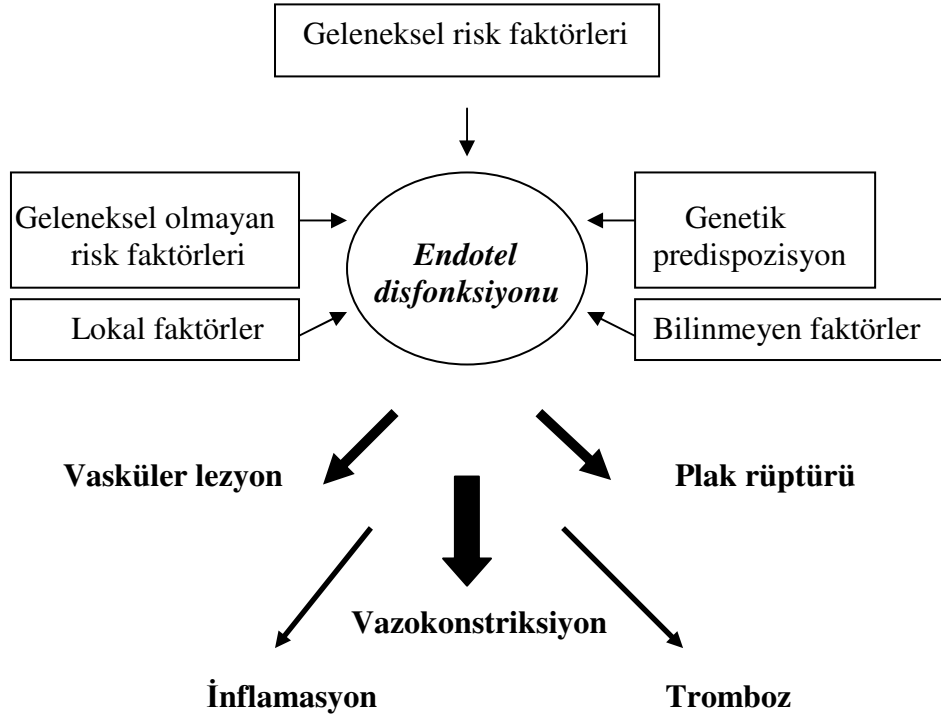 Geleneksel risk faktörleri
Geleneksel olmayan
risk faktörleri
Genetik
predispozisyon
Endotel
disfonksiyonu
Lokal faktörler
Bilinmeyen faktörler
Vasküler lezyon
Plak rüptürü
Vazokonstriksiyon
İnflamasyon
Tromboz